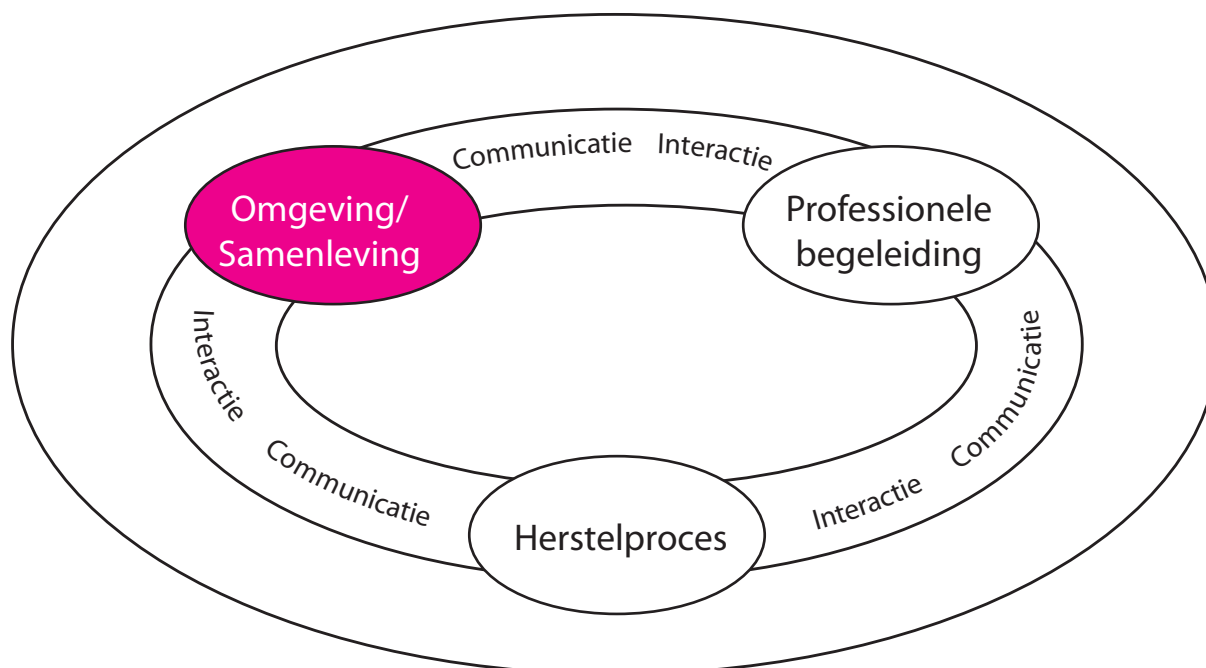 Communicatie Interactie
Omgeving/
Samenleving
Professionele
begeleiding
Interactie
Communicatie
Communicatie
Interactie
Herstelproces